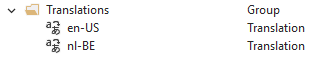 Translations Group
en-US Translation
nl-BE Translation